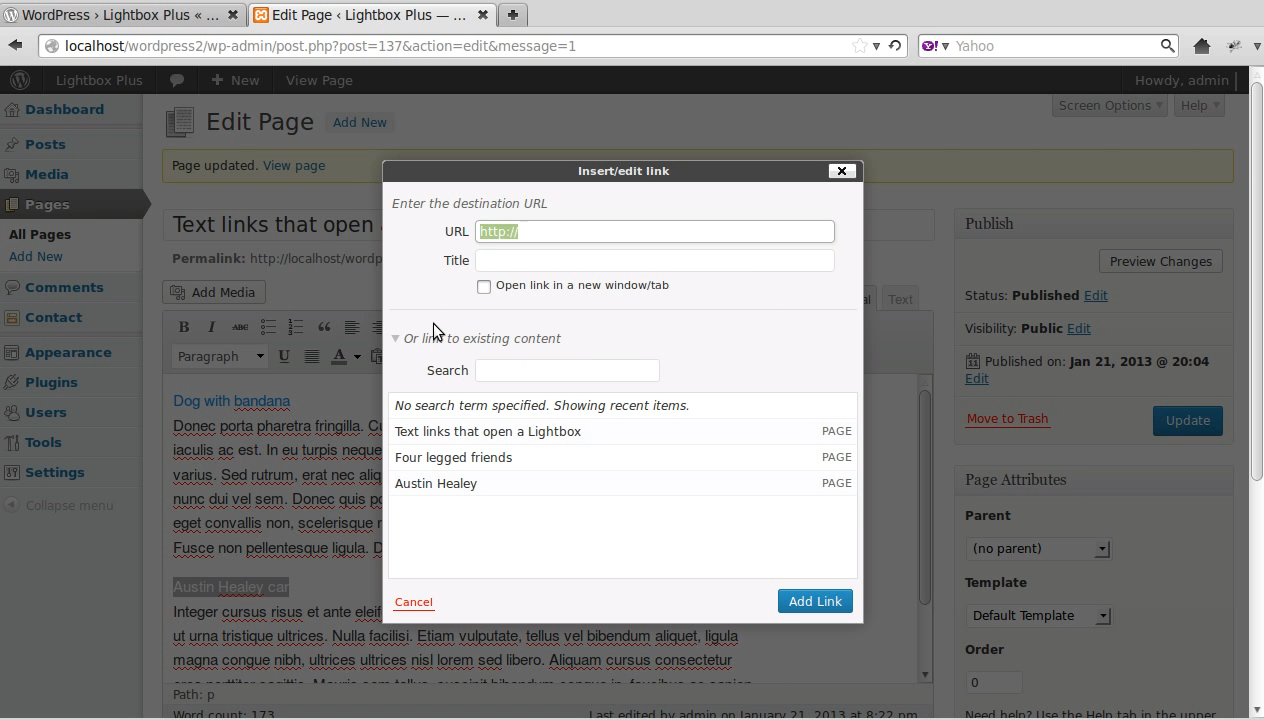 WordPress › Lightbox Plus « ...
Edit Page ‹ Lightbox Plus — ...
localhost/wordpress2/wp-admin/post.php?post=137&action=edit&message=1
Y! Yahoo
Lightbox Plus
New
View Page
Howdy, admin
Dashboard
Posts
Media
Pages
All Pages
Add New
Comments
Contact
Appearance
Plugins
Users
Tools
Settings
Collapse menu
Screen Options
Help
Edit Page
Add New
Page updated. View page
Text links that open
Permalink: http://localhost/wordp
Add Media
Text
B I ABC
Paragraph
U A
Dog with bandana
Donec porta pharetra fringilla.
iaculis ac est. In eu turpis neque
varius. Sed rutrum, erat nec
nunc dui vel sem. Donec quis
eget convallis non, scelerisque
Fusce non pellentesque ligula. D
Austin Healey car
Integer cursus risus et ante
ut urna tristique ultrices. Nulla facilisi. Etiam vulputate, tellus vel bibendum aliquet, ligula
magna congue nibh, ultrices ultrices nisl lorem sed libero. Aliquam cursus consectetur
Path: p
Word count: 173
Last edited by admin on January 21, 2013 at 8:22 pm
Insert/edit link
Enter the destination URL
URL http://
Title
Open link in a new window/tab
Or link to existing content
Search
No search term specified. Showing recent items.
Text links that open a Lightbox PAGE
Four legged friends PAGE
Austin Healey PAGE
Cancel
Add Link
Publish
Preview Changes
Status: Published Edit
Visibility: Public Edit
Published on: Jan 21, 2013 @ 20:04
Edit
Move to Trash
Update
Page Attributes
Parent
(no parent)
Template
Default Template
Order
0
Need help? Use the Help tab in the upper